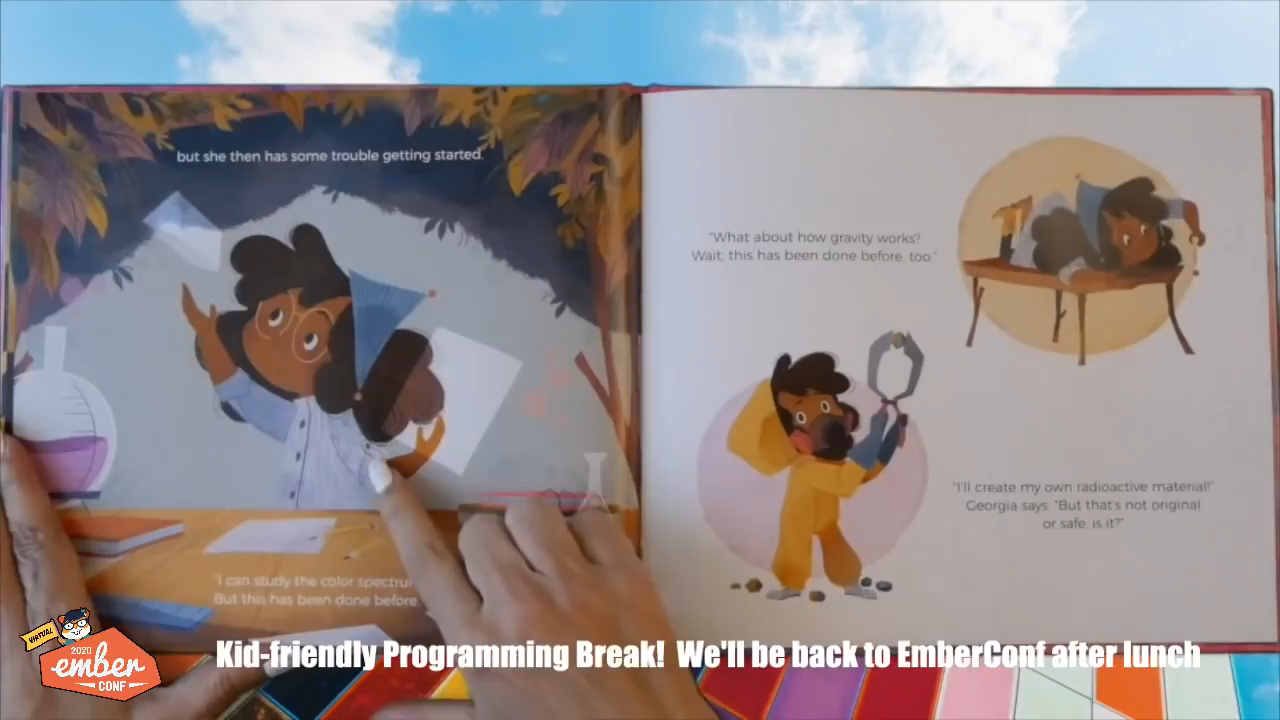 but she then has some trouble getting started.
"I can study the color
But this has been done before.
"What about how gravity works?
Wait, this has been done before, too."
"I'll create my own radioactive material!"
Georgia says. "But that's not original
or safe, is it?"
VIRTUAL
2020
ember
CONF
Kid-friendly Programming Break! We'll be back to EmberConf after lunch